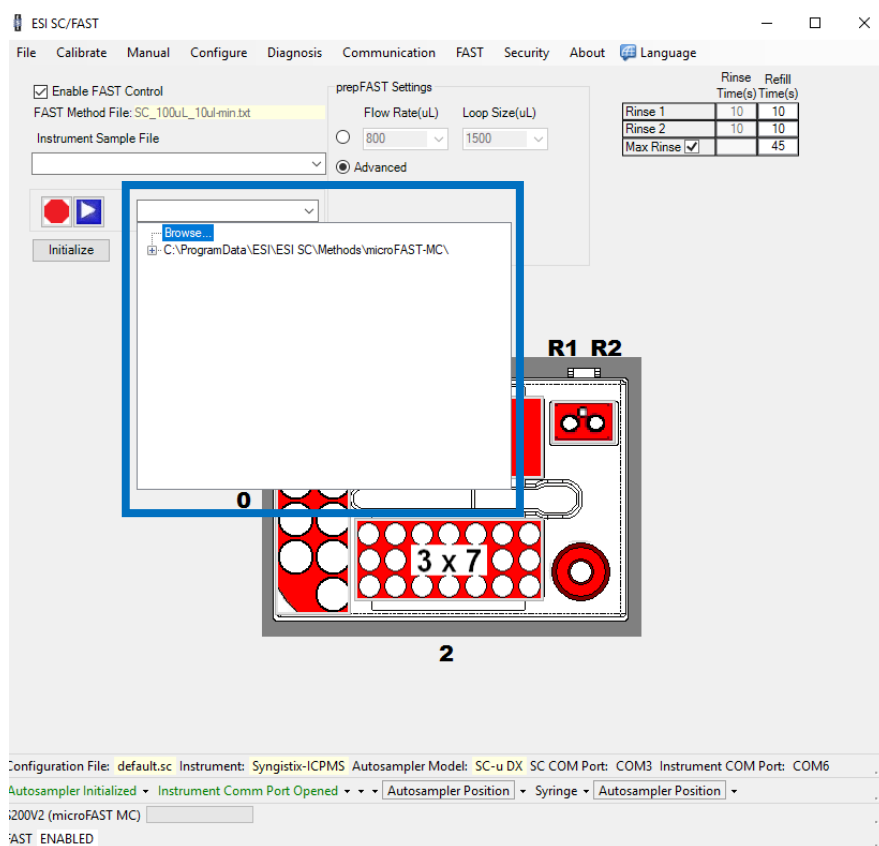 ESI SC/FAST
File Calibrate Manual Configure Diagnosis Communication FAST Security About Language
Enable FAST Control
FAST Method File: SC_100uL_10ul-min.txt
Instrument Sample File
prepFAST Settings
Flow Rate(uL) Loop Size(uL)
800 1500
Advanced
Rinse Time(s) Refill Time(s)
Rinse 1 10 10
Rinse 2 10 10
Max Rinse 45
Initialize
Browse...
C:\ProgramData\ESI\ESI SC\Methods\microFAST-MC\
R1 R2
0
3 x 7
2
Configuration File: default.sc Instrument: Syngistix-ICPMS Autosampler Model: SC-u DX SC COM Port: COM3 Instrument COM Port: COM6
Autosampler Initialized Instrument Comm Port Opened Autosampler Position Syringe Autosampler Position
S200V2 (microFAST MC)
FAST ENABLED